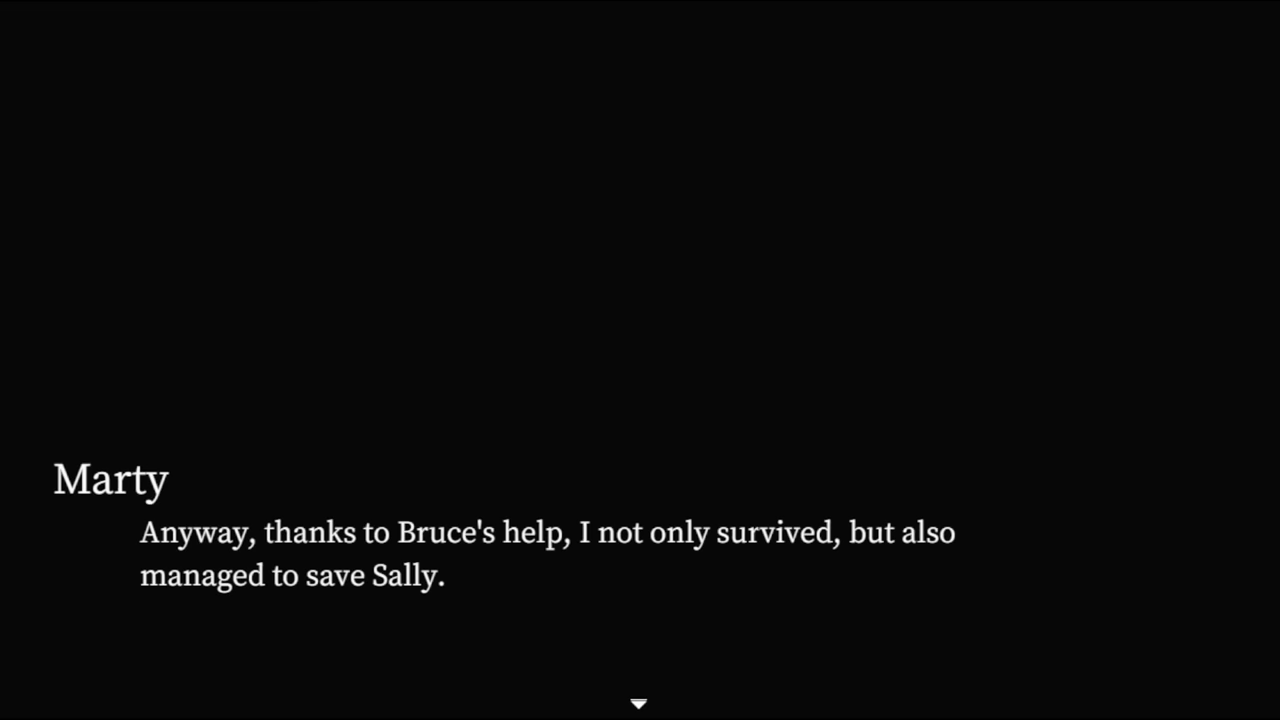 Marty
Anyway, thanks to Bruce's help, I not only survived, but also
managed to save Sally.